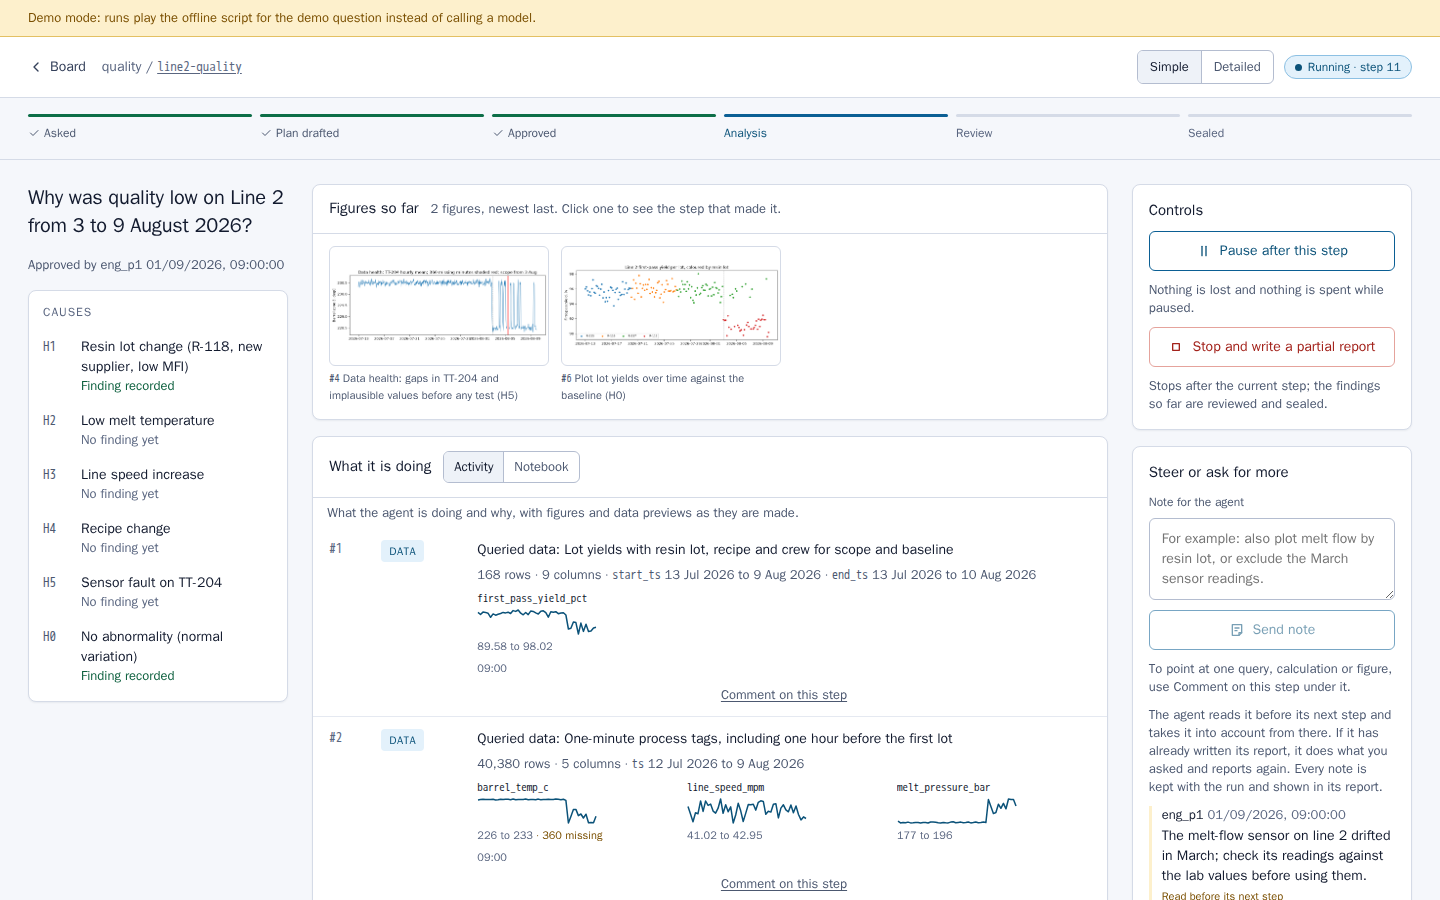 Demo mode: runs play the offline script for the demo question instead of calling a model.
Board quality / line2-quality
Simple Detailed Running · step 11
Asked Plan drafted Approved Analysis Review Sealed
Why was quality low on Line 2
from 3 to 9 August 2026?
Approved by eng_p1 01/09/2026, 09:00:00
CAUSES
H1 Resin lot change (R-118, new
supplier, low MFI)
Finding recorded
H2 Low melt temperature
No finding yet
H3 Line speed increase
No finding yet
H4 Recipe change
No finding yet
H5 Sensor fault on TT-204
No finding yet
H0 No abnormality (normal
variation)
Finding recorded
Figures so far 2 figures, newest last. Click one to see the step that made it.
#4 Data health: gaps in TT-204 and
implausible values before any test (H5)
#6 Plot lot yields over time against the
baseline (H0)
What it is doing Activity Notebook
What the agent is doing and why, with figures and data previews as they are made.
#1 DATA Queried data: Lot yields with resin lot, recipe and crew for scope and baseline
168 rows · 9 columns · start_ts 13 Jul 2026 to 9 Aug 2026 · end_ts 13 Jul 2026 to 10 Aug 2026
first_pass_yield_pct
89.58 to 98.02
09:00
Comment on this step
#2 DATA Queried data: One-minute process tags, including one hour before the first lot
40,380 rows · 5 columns · ts 12 Jul 2026 to 9 Aug 2026
barrel_temp_c line_speed_mpm melt_pressure_bar
226 to 233 · 360 missing 41.02 to 42.95 177 to 196
09:00
Comment on this step
Controls
Pause after this step
Nothing is lost and nothing is spent while
paused.
Stop and write a partial report
Stops after the current step; the findings
so far are reviewed and sealed.
Steer or ask for more
Note for the agent
For example: also plot melt flow by
resin lot, or exclude the March
sensor readings.
Send note
To point at one query, calculation or figure,
use Comment on this step under it.
The agent reads it before its next step and
takes it into account from there. If it has
already written its report, it does what you
asked and reports again. Every note is
kept with the run and shown in its report.
eng_p1 01/09/2026, 09:00:00
The melt-flow sensor on line 2 drifted
in March; check its readings against
the lab values before using them.
Read before its next step